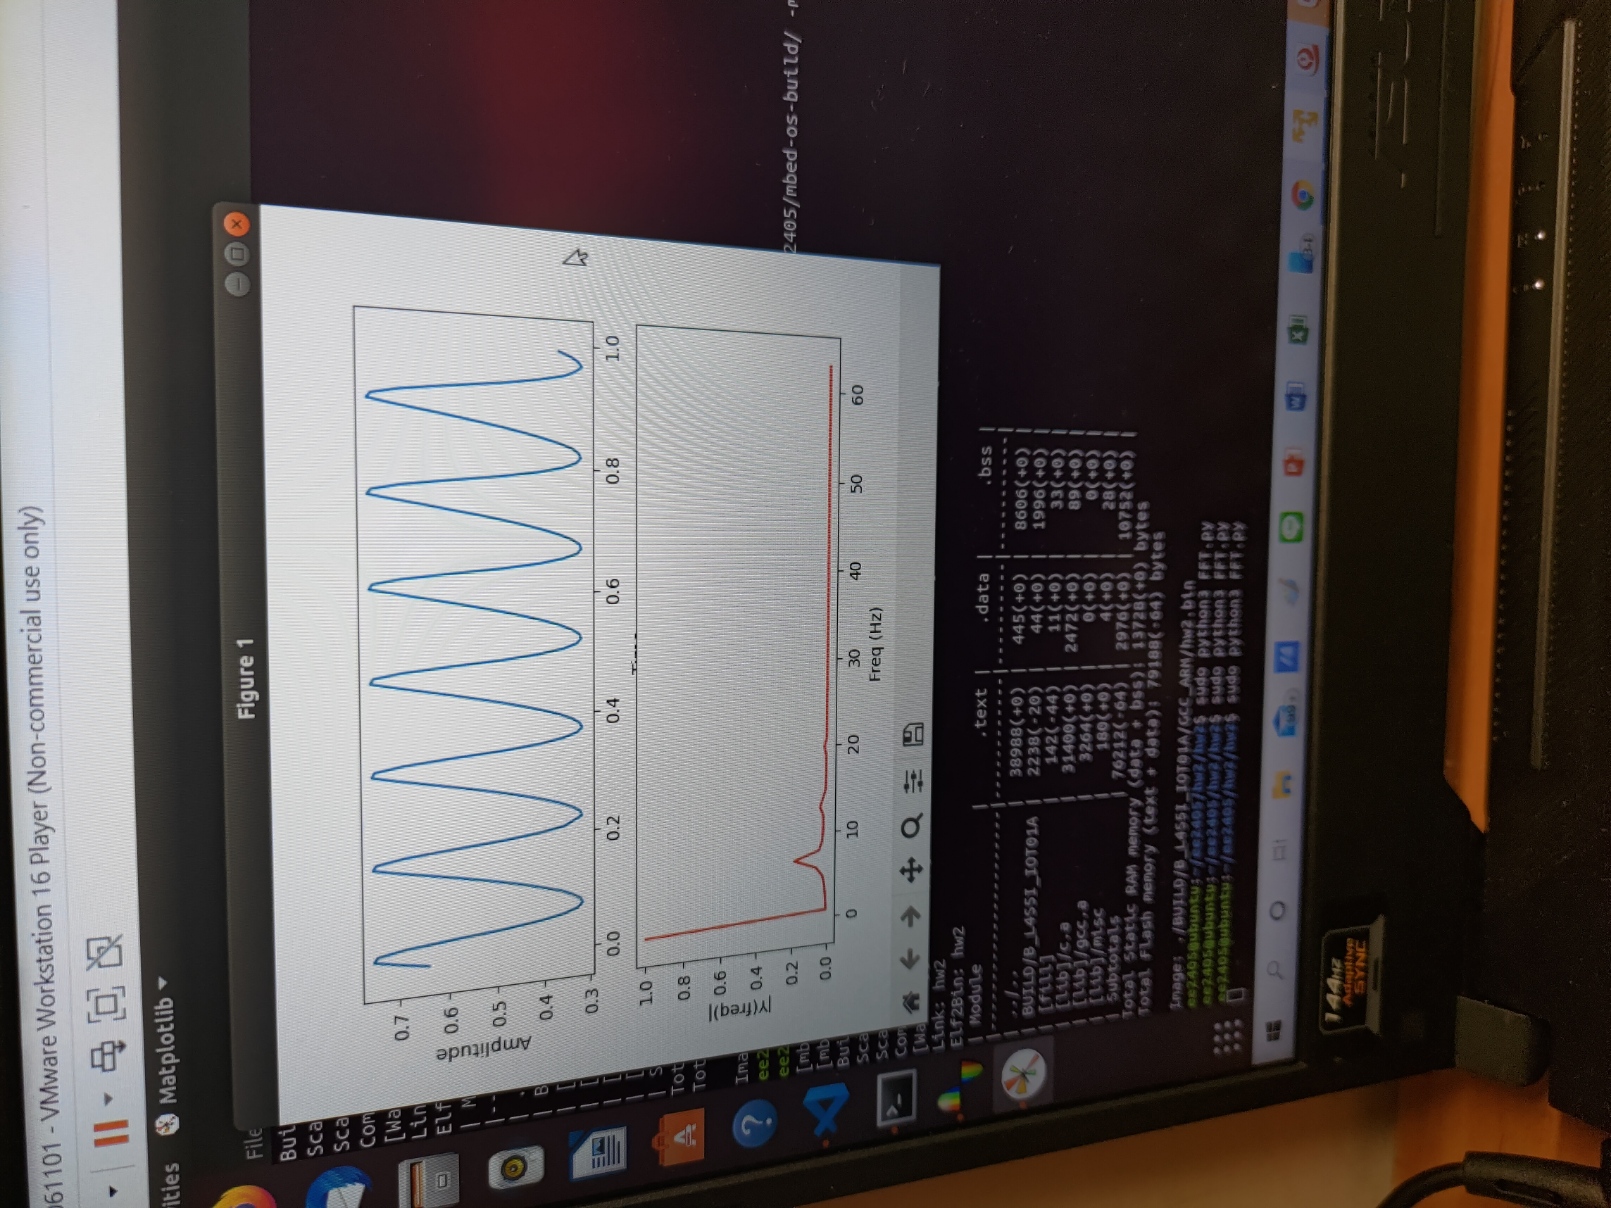 061101 - VMware Workstation 16 Player (Non-commercial use only)
ities Matplotlib
File
Figure 1
Bui
Sca
Sca
Com
[Wa
Lin
Elf
| M
|--
| .
| B
| [
| [
| [
| [
| S
Tot
Tot
Amplitude
0.7
0.6
0.5
0.4
0.3
0.0 0.2 0.4 0.6 0.8 1.0
|Y(freq)|
1.0
0.8
0.6
0.4
0.2
0.0
0 10 20 30 40 50 60
Freq (Hz)
Ima
ee2
ee2
2405/mbed-os-build/ -m
[mb
[mb
Bui
Sca
Sca
Com
[Wa
Link: hw2
Elf2Bin: hw2
| Module | .text | .data | .bss |
| ../.. | 38988(+0) | 445(+0) | 8606(+0) |
| BUILD/B_L4S5I_IOT01A | 2238(-20) | 44(+0) | 1996(+0) |
| [fill] | 142(-44) | 11(+0) | 33(+0) |
| [lib]/c.a | 31400(+0) | 2472(+0) | 89(+0) |
| [lib]/gcc.a | 3264(+0) | 0(+0) | 0(+0) |
| [lib]/misc | 180(+0) | 4(+0) | 28(+0) |
| Subtotals | 76212(-64) | 2976(+0) | 10752(+0) |
Total Static RAM memory (data + bss): 13728(+0) bytes
Total Flash memory (text + data): 79188(-64) bytes
Image: ./BUILD/B_L4S5I_IOT01A/GCC_ARM/hw2.bin
ee2405@ubuntu:~/ee2405/hw2/hw2$ sudo python3 FFT.py
ee2405@ubuntu:~/ee2405/hw2/hw2$ sudo python3 FFT.py
ee2405@ubuntu:~/ee2405/hw2/hw2$ sudo python3 FFT.py
144Hz
Adaptive
SYNC